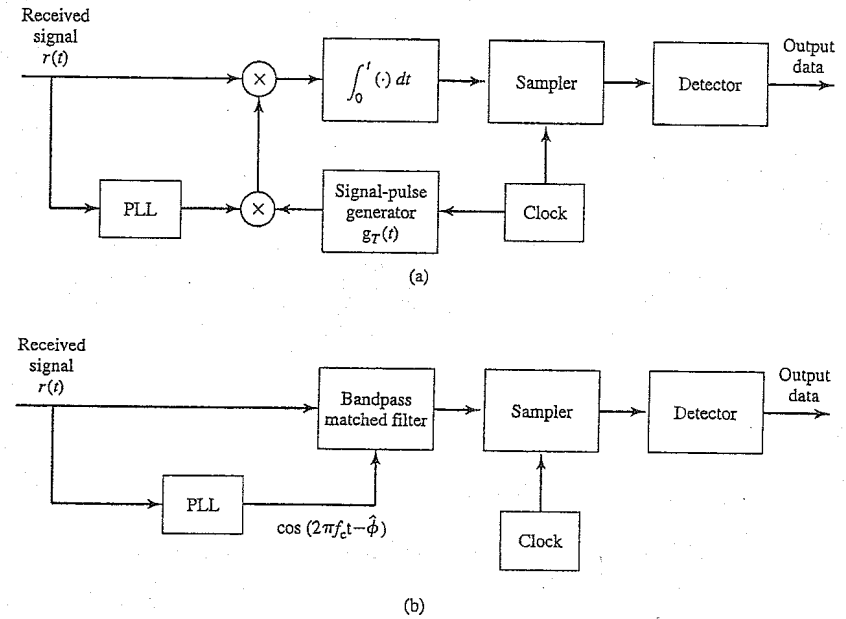 Received
signal
r(t)
×
∫₀ᵗ (·) dt
Sampler
Detector
Output
data
PLL
×
Signal-pulse
generator
g_T(t)
Clock
(a)
Received
signal
r(t)
Bandpass
matched filter
Sampler
Detector
Output
data
PLL
cos (2πf_ct−φ̂)
Clock
(b)